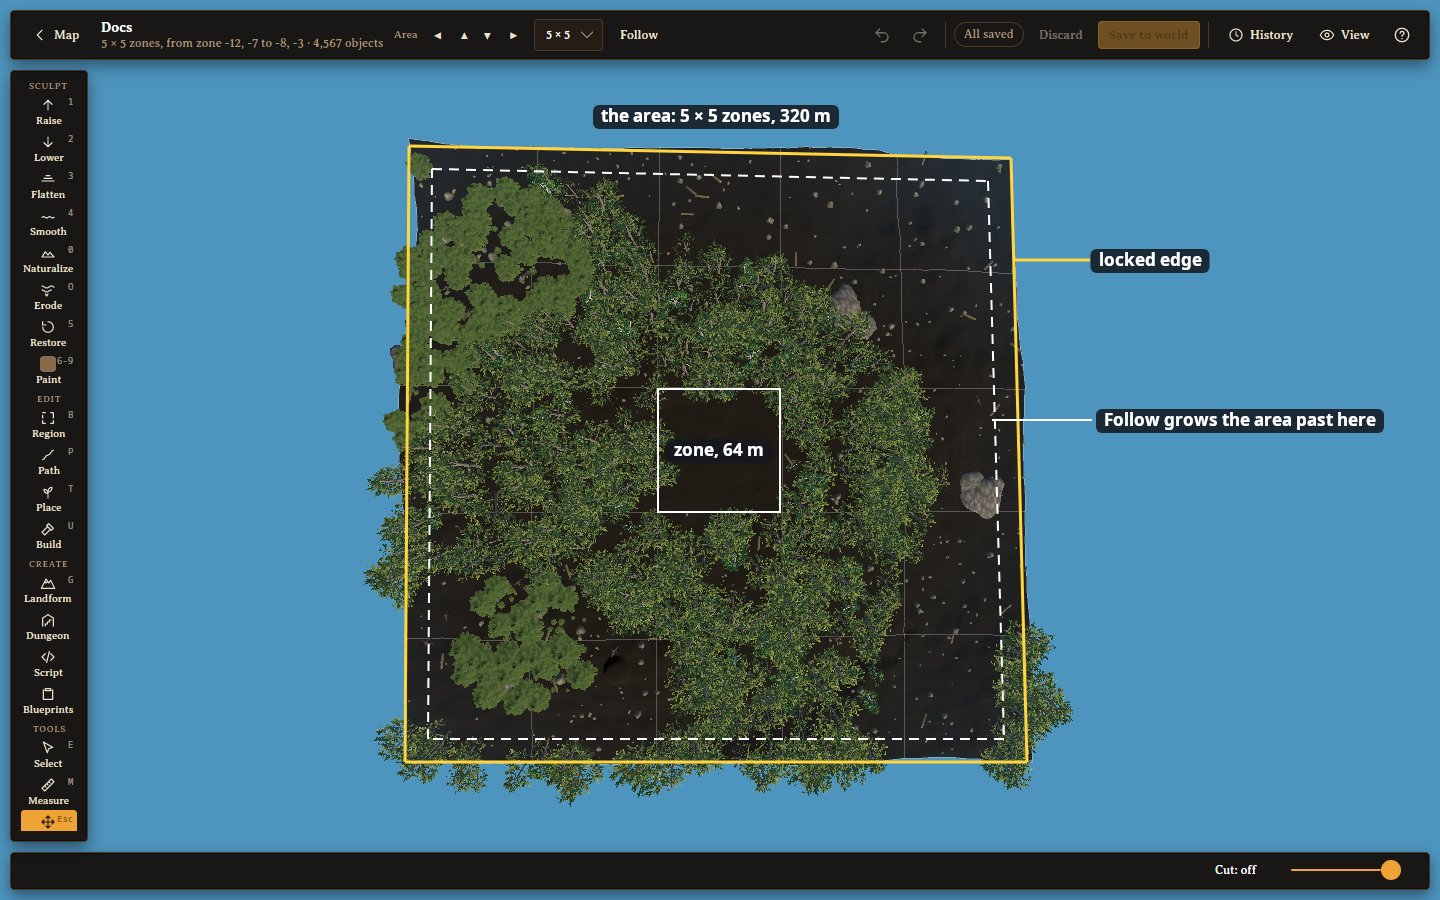 Map
Docs
5 × 5 zones, from zone -12, -7 to -8, -3 · 4,567 objects
Area
5 × 5
Follow
All saved
Discard
Save to world
History
View
SCULPT
1
Raise
2
Lower
3
Flatten
4
Smooth
0
Naturalize
O
Erode
5
Restore
6-9
Paint
EDIT
B
Region
P
Path
T
Place
U
Build
CREATE
G
Landform
Dungeon
Script
Blueprints
TOOLS
E
Select
M
Measure
Esc
the area: 5 × 5 zones, 320 m
locked edge
Follow grows the area past here
zone, 64 m
Cut: off